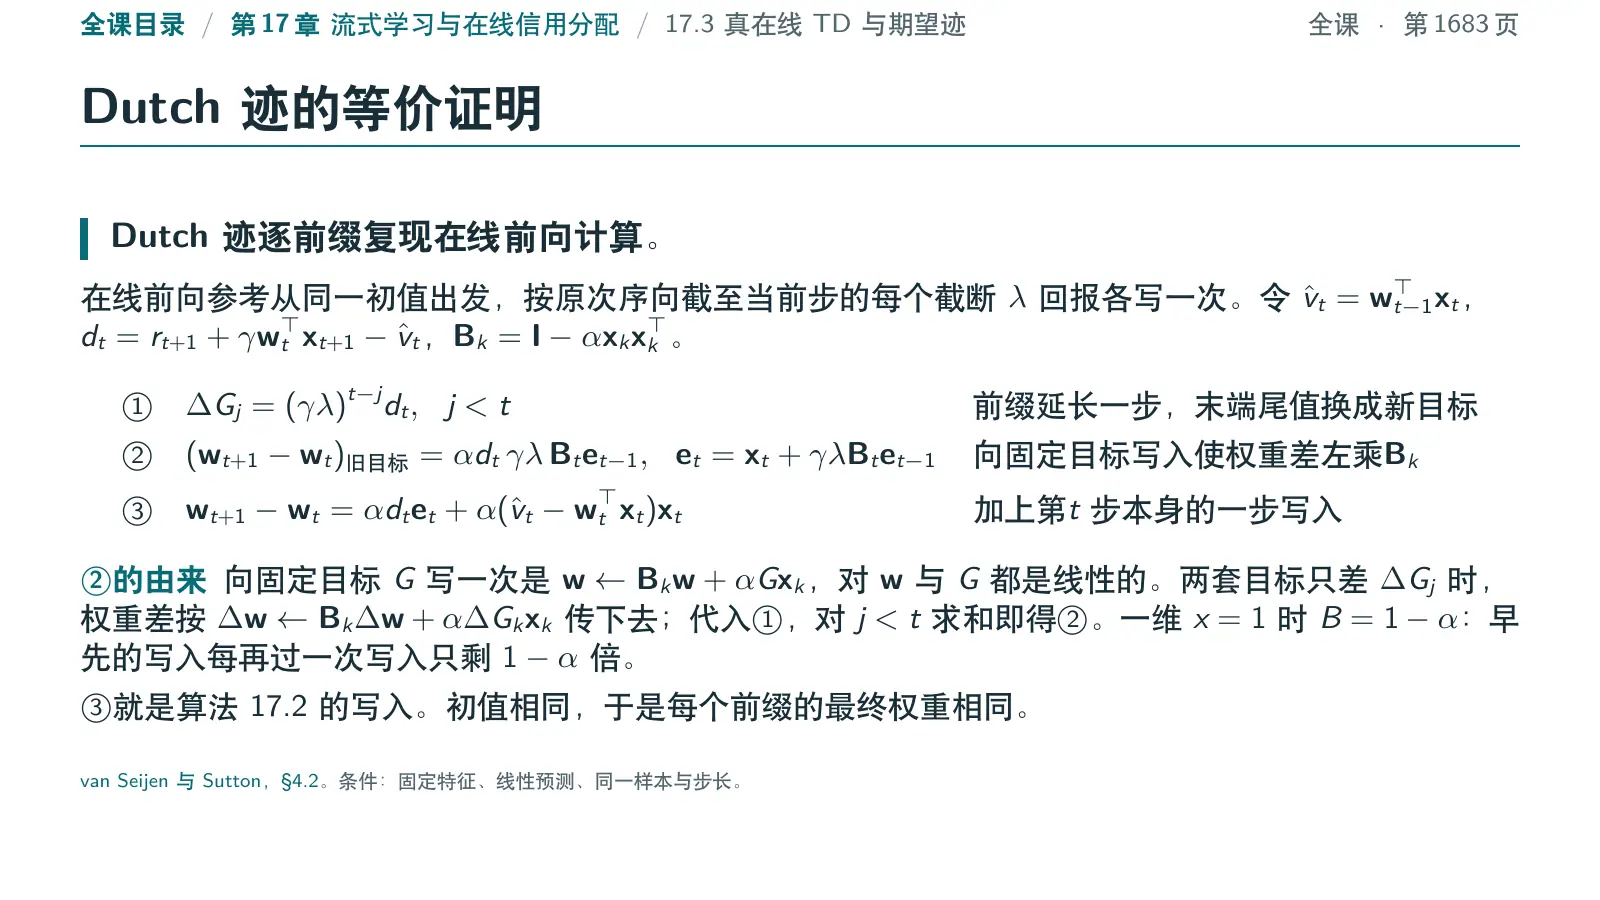 全课目录 / 第17章 流式学习与在线信用分配 / 17.3 真在线 TD 与期望迹
全课 · 第1683页
Dutch 迹的等价证明
Dutch 迹逐前缀复现在线前向计算。
在线前向参考从同一初值出发，按原次序向截至当前步的每个截断 λ 回报各写一次。令 v̂ₜ = w⊤ₜ₋₁xₜ，
dₜ = rₜ₊₁ + γw⊤ₜxₜ₊₁ − v̂ₜ，Bₖ = I − αxₖx⊤ₖ。
① ΔGⱼ = (γλ)^{t−j}dₜ, j < t 前缀延长一步，末端尾值换成新目标
② (wₜ₊₁ − wₜ)旧目标 = αdₜ γλ Bₜeₜ₋₁, eₜ = xₜ + γλBₜeₜ₋₁ 向固定目标写入使权重差左乘Bₖ
③ wₜ₊₁ − wₜ = αdₜeₜ + α(v̂ₜ − w⊤ₜxₜ)xₜ 加上第t 步本身的一步写入
②的由来 向固定目标 G 写一次是 w ← Bₖw + αGxₖ，对 w 与 G 都是线性的。两套目标只差 ΔGⱼ 时，
权重差按 Δw ← BₖΔw + αΔGₖxₖ 传下去；代入①，对 j < t 求和即得②。一维 x = 1 时 B = 1 − α：早
先的写入每再过一次写入只剩 1 − α 倍。
③就是算法 17.2 的写入。初值相同，于是每个前缀的最终权重相同。
van Seijen 与 Sutton，§4.2。条件：固定特征、线性预测、同一样本与步长。